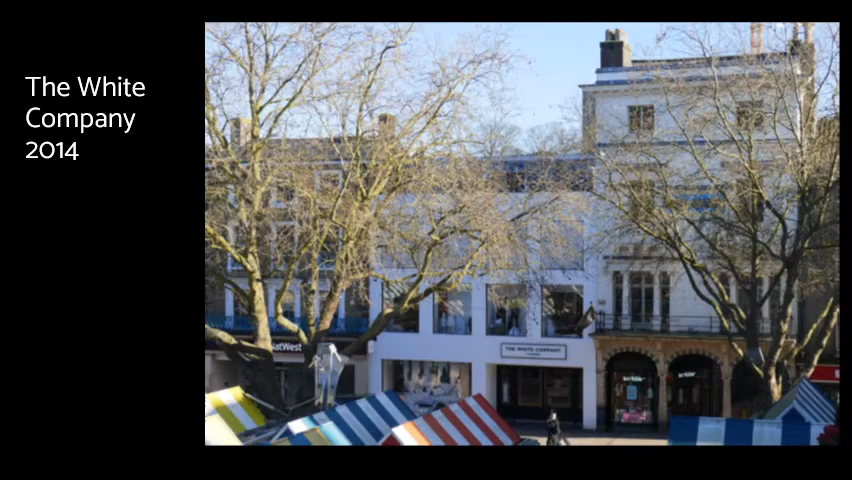 The White
Company
2014
NatWest
THE WHITE COMPANY